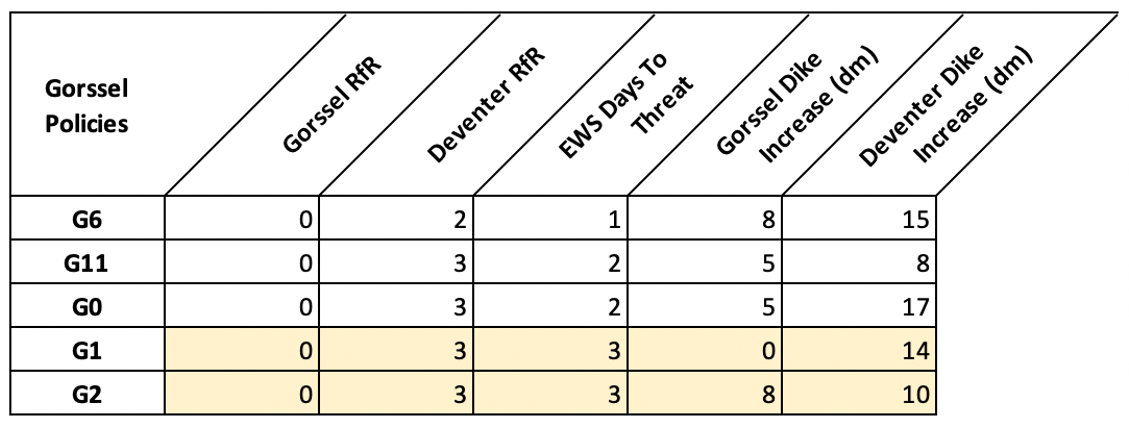 Gorssel
Policies
Gorssel RfR
Deventer RfR
EWS Days To
Threat
Gorssel Dike
Increase (dm)
Deventer Dike
Increase (dm)
G6 0 2 1 8 15
G11 0 3 2 5 8
G0 0 3 2 5 17
G1 0 3 3 0 14
G2 0 3 3 8 10